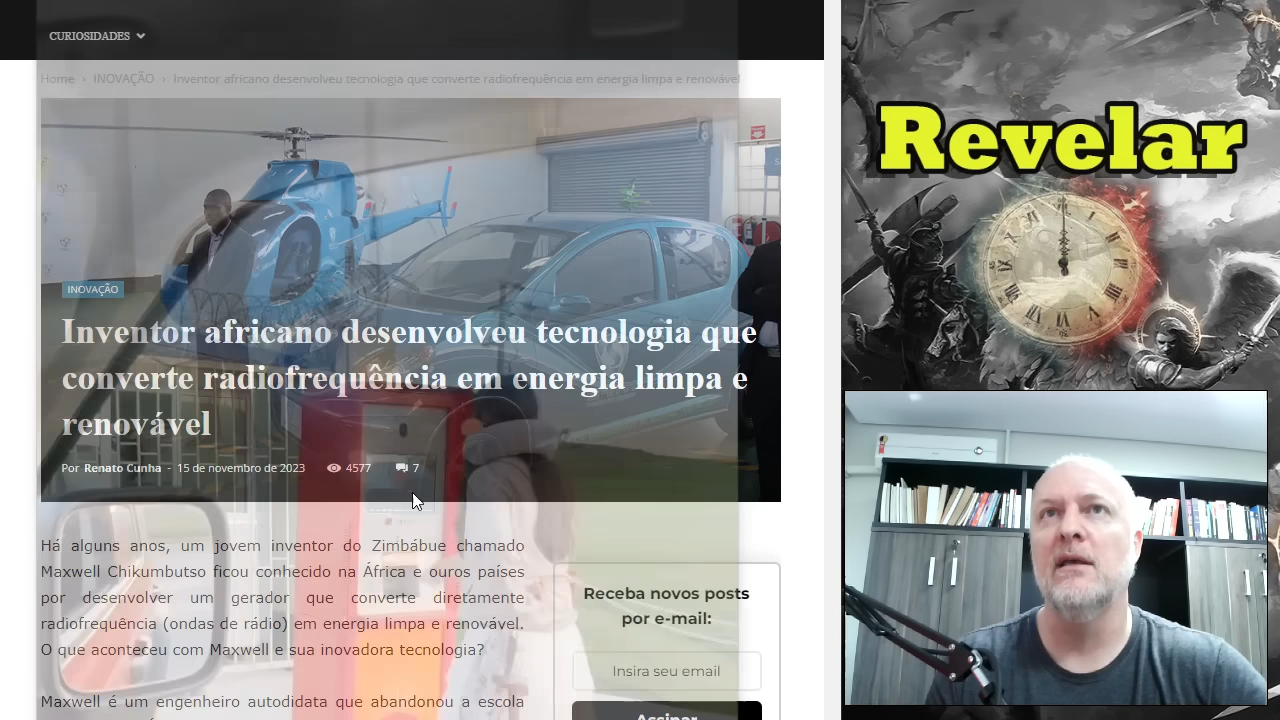 CURIOSIDADES
Home › INOVAÇÃO › Inventor africano desenvolveu tecnologia que converte radiofrequência em energia limpa e renovável
INOVAÇÃO
Inventor africano desenvolveu tecnologia que
converte radiofrequência em energia limpa e
renovável
Por Renato Cunha - 15 de novembro de 2023 4577 7
Há alguns anos, um jovem inventor do Zimbábue chamado
Maxwell Chikumbutso ficou conhecido na África e ouros países
por desenvolver um gerador que converte diretamente
radiofrequência (ondas de rádio) em energia limpa e renovável.
O que aconteceu com Maxwell e sua inovadora tecnologia?
Maxwell é um engenheiro autodidata que abandonou a escola
Receba novos posts
por e-mail:
Insira seu email
Assinar
Revelar